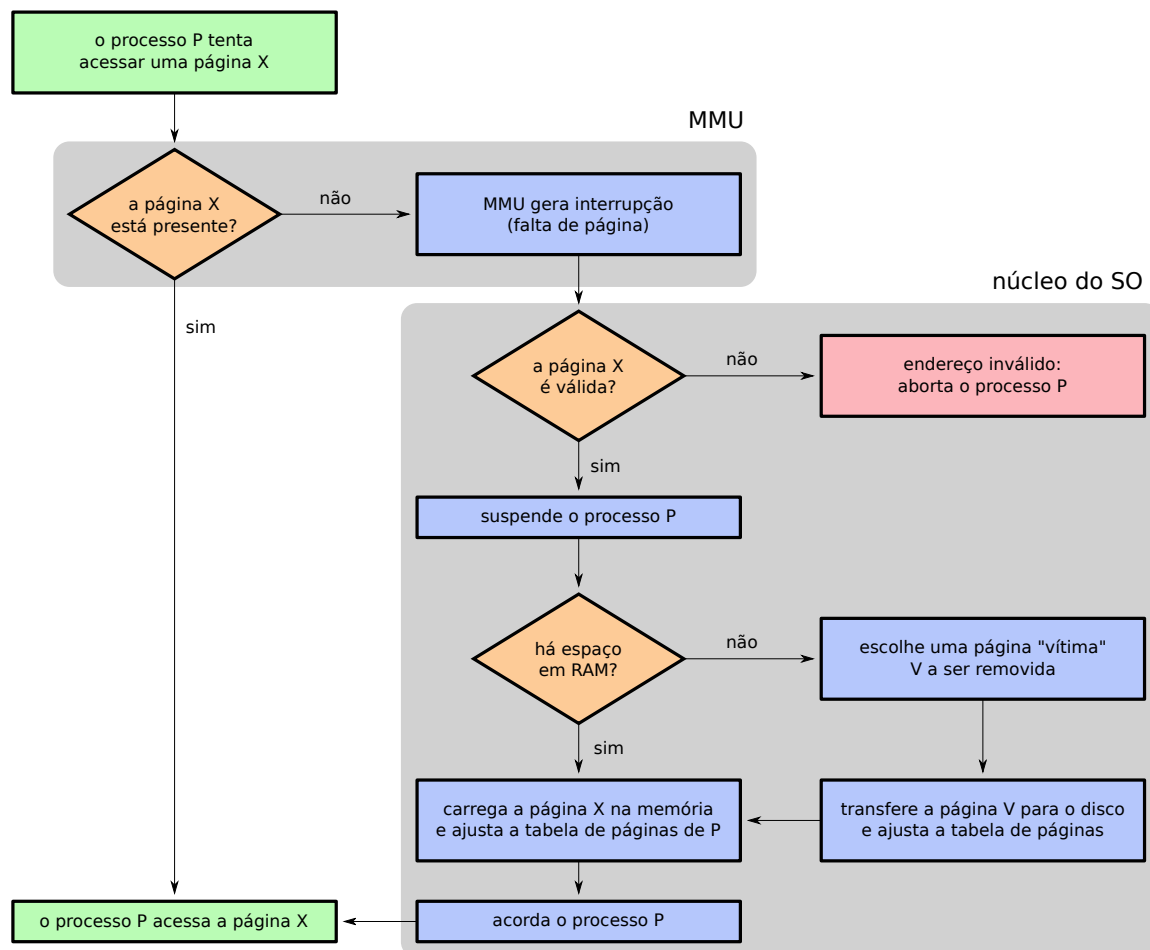 o processo P tenta
acessar uma página X
MMU
a página X
está presente?
não
MMU gera interrupção
(falta de página)
núcleo do SO
sim
a página X
é válida?
não
endereço inválido:
aborta o processo P
sim
suspende o processo P
há espaço
em RAM?
não
escolhe uma página "vítima"
V a ser removida
sim
carrega a página X na memória
e ajusta a tabela de páginas de P
transfere a página V para o disco
e ajusta a tabela de páginas
o processo P acessa a página X
acorda o processo P